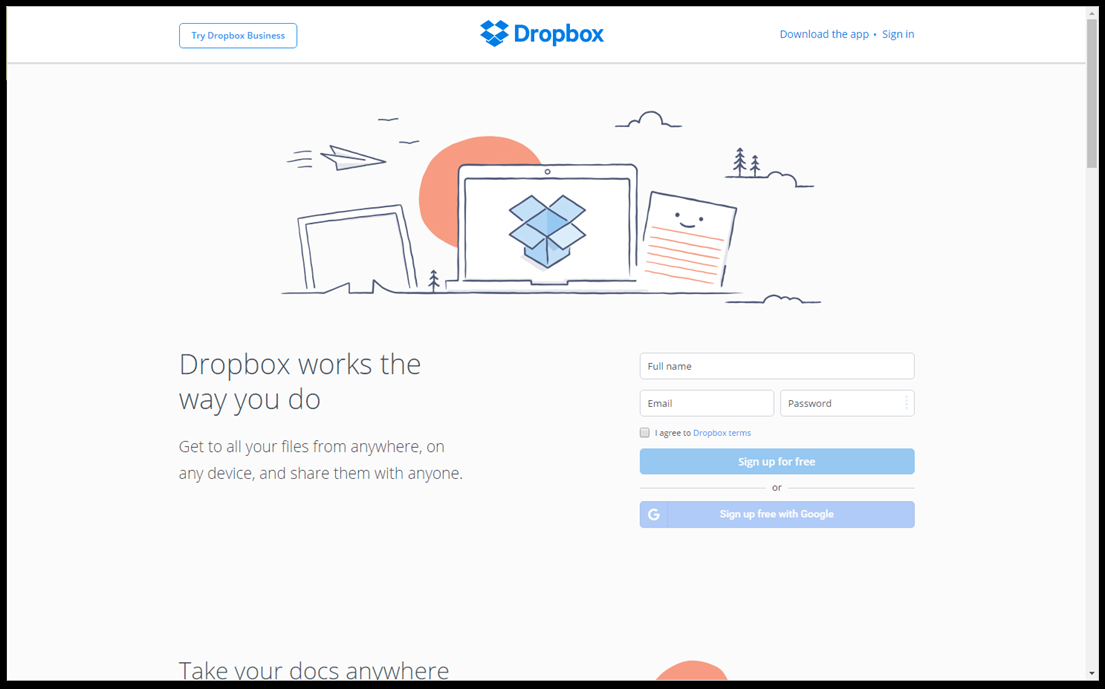 Try Dropbox Business
Dropbox
Download the app • Sign in
Dropbox works the
way you do
Get to all your files from anywhere, on
any device, and share them with anyone.
Full name
Email
Password
I agree to Dropbox terms
Sign up for free
or
G
Sign up free with Google
Take your docs anywhere